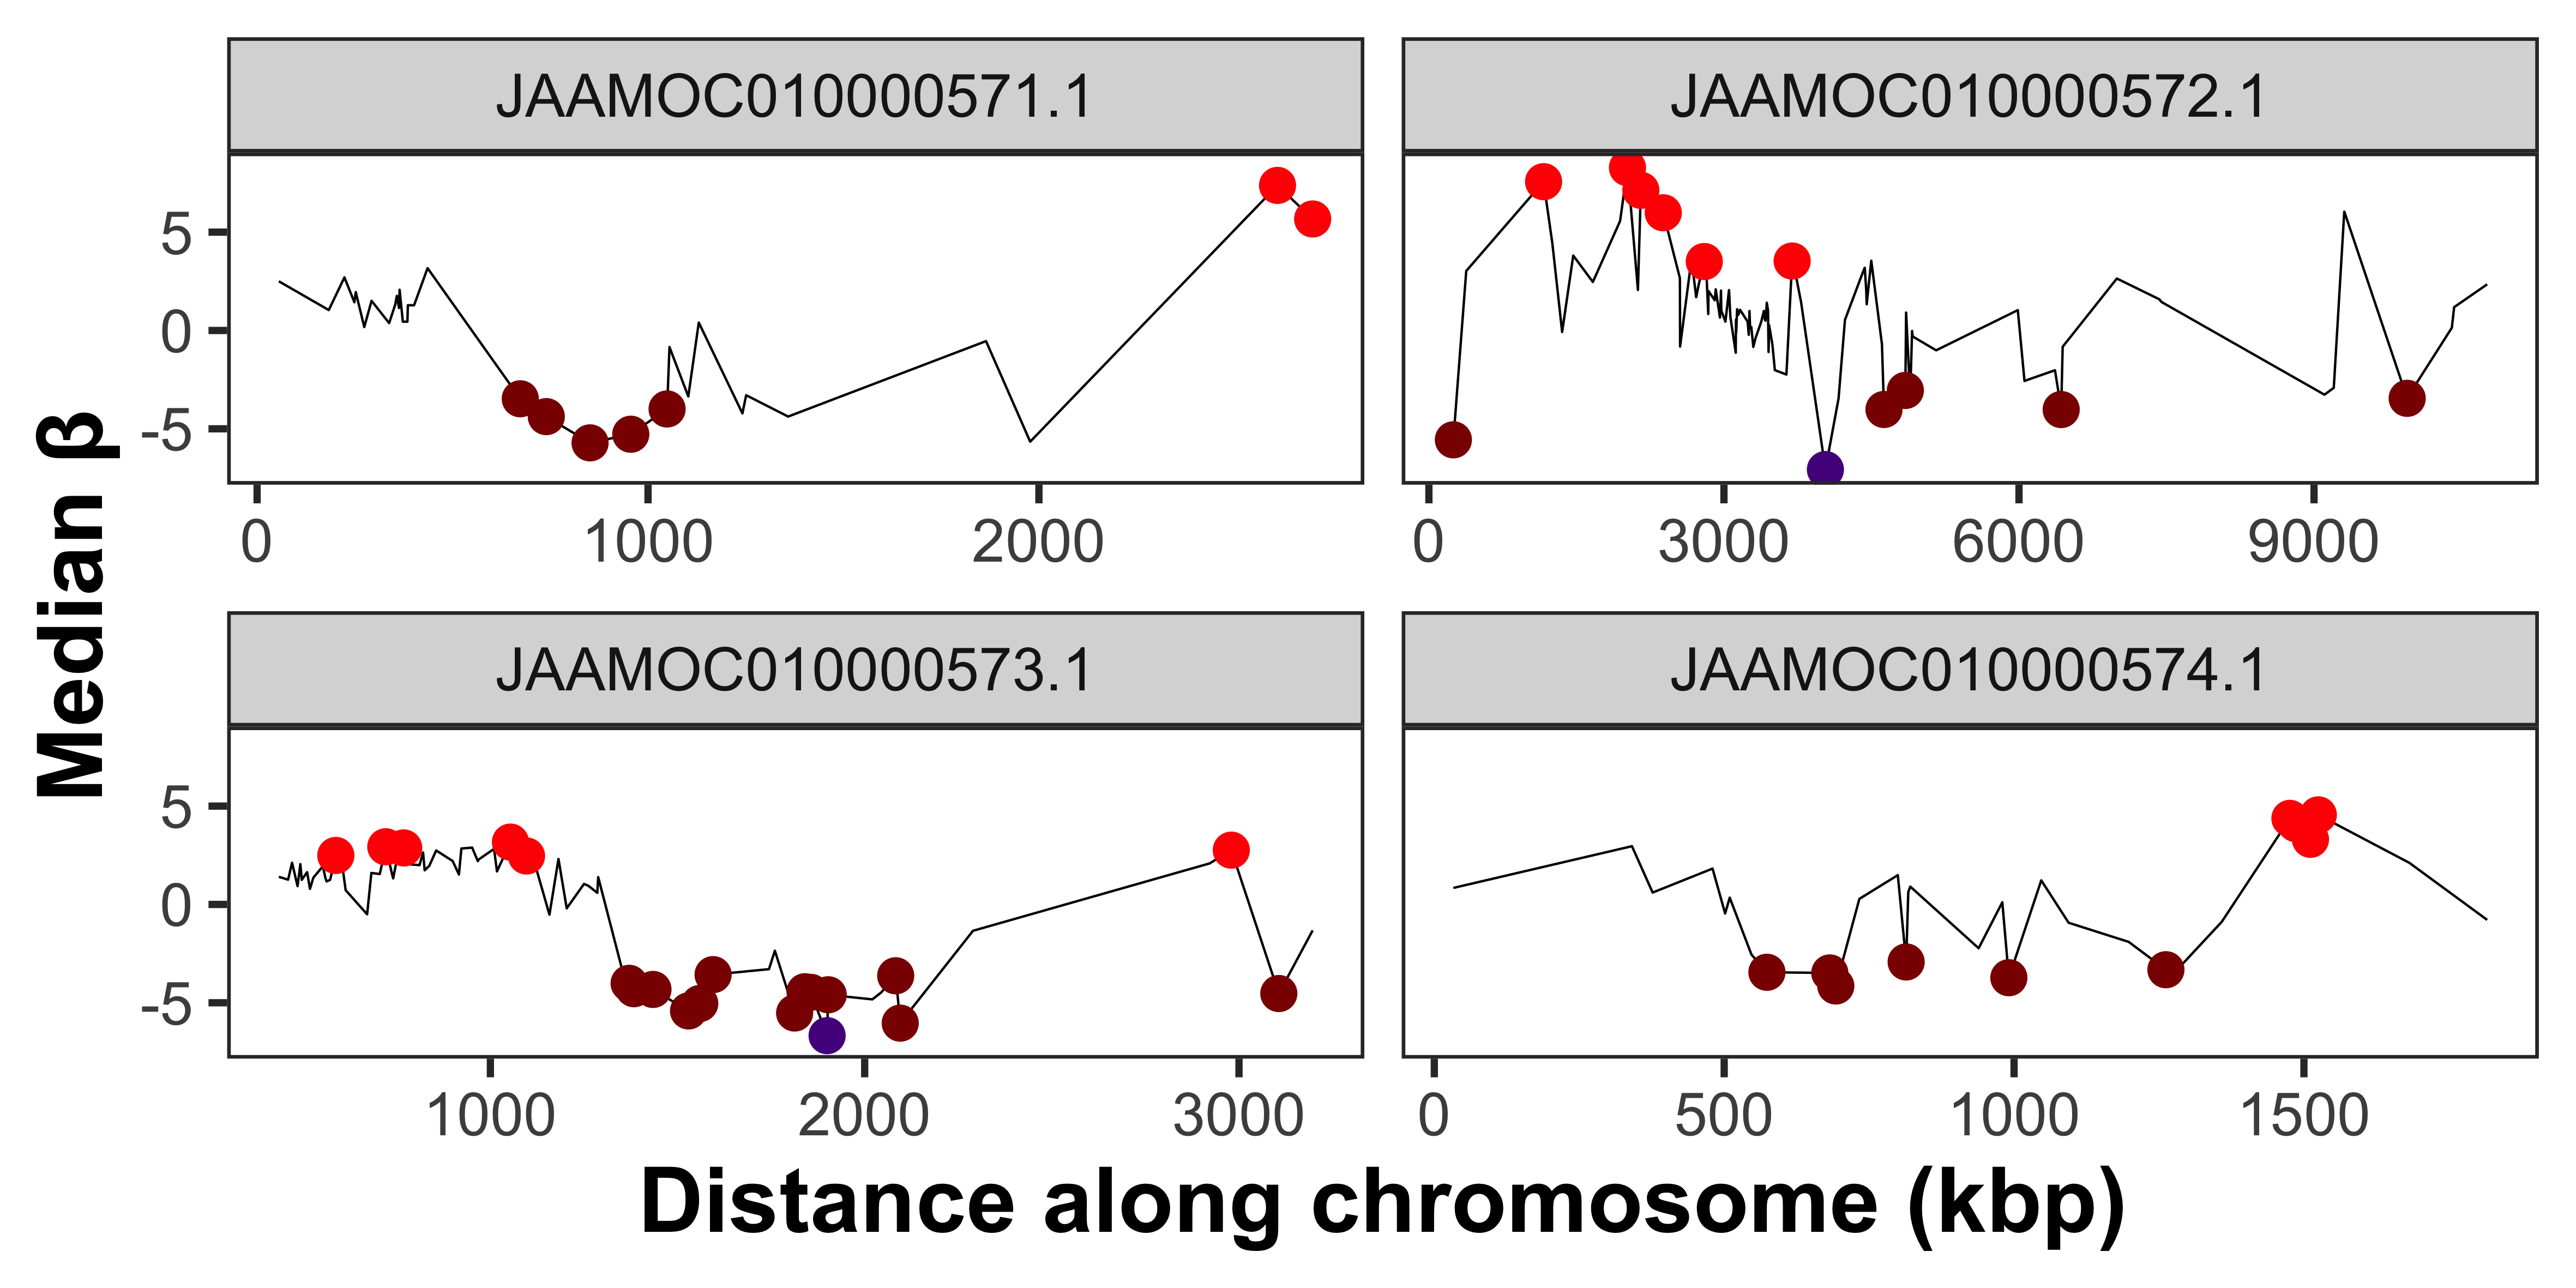 JAAMOC010000571.1
JAAMOC010000572.1
5
0
-5
0 1000 2000
0 3000 6000 9000
Median β
JAAMOC010000573.1
JAAMOC010000574.1
5
0
-5
1000 2000 3000
0 500 1000 1500
Distance along chromosome (kbp)